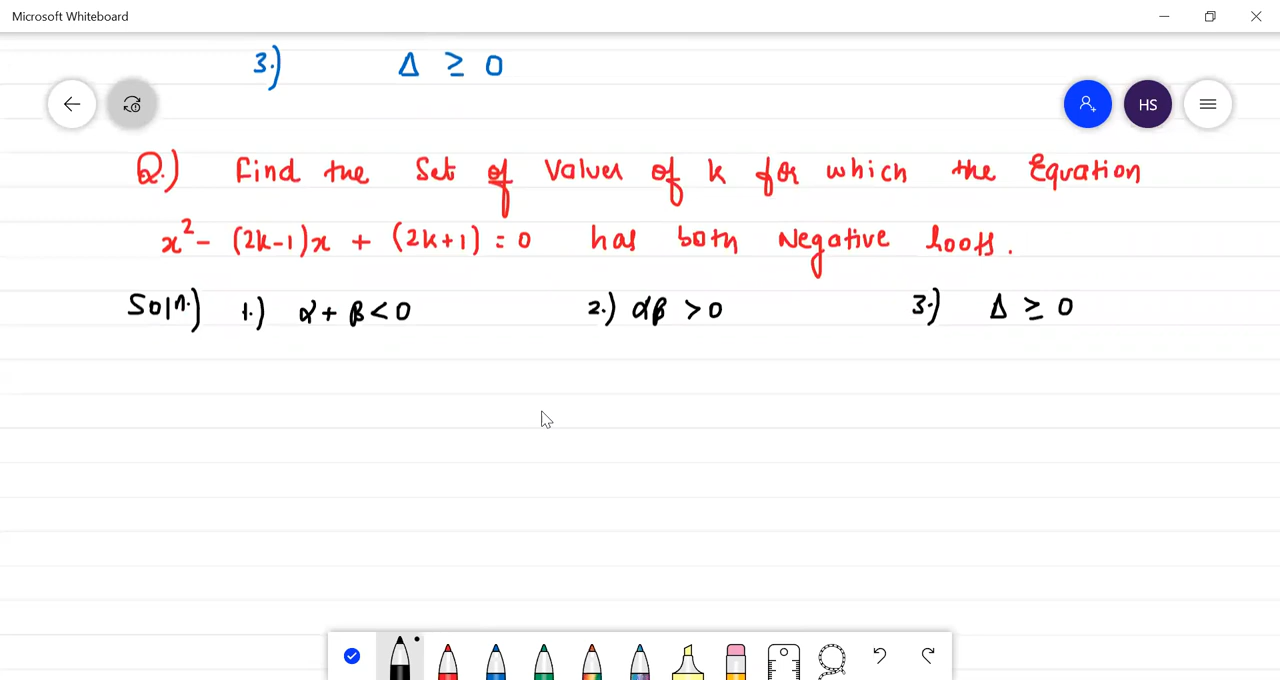 Microsoft Whiteboard
3.) Δ ≥ 0
HS
Q.) Find the Set of Values of k for which the Equation
x² - (2k-1)x + (2k+1) = 0 has both Negative roots.
Soln.) 1.) α + β < 0 2.) αβ > 0 3.) Δ ≥ 0